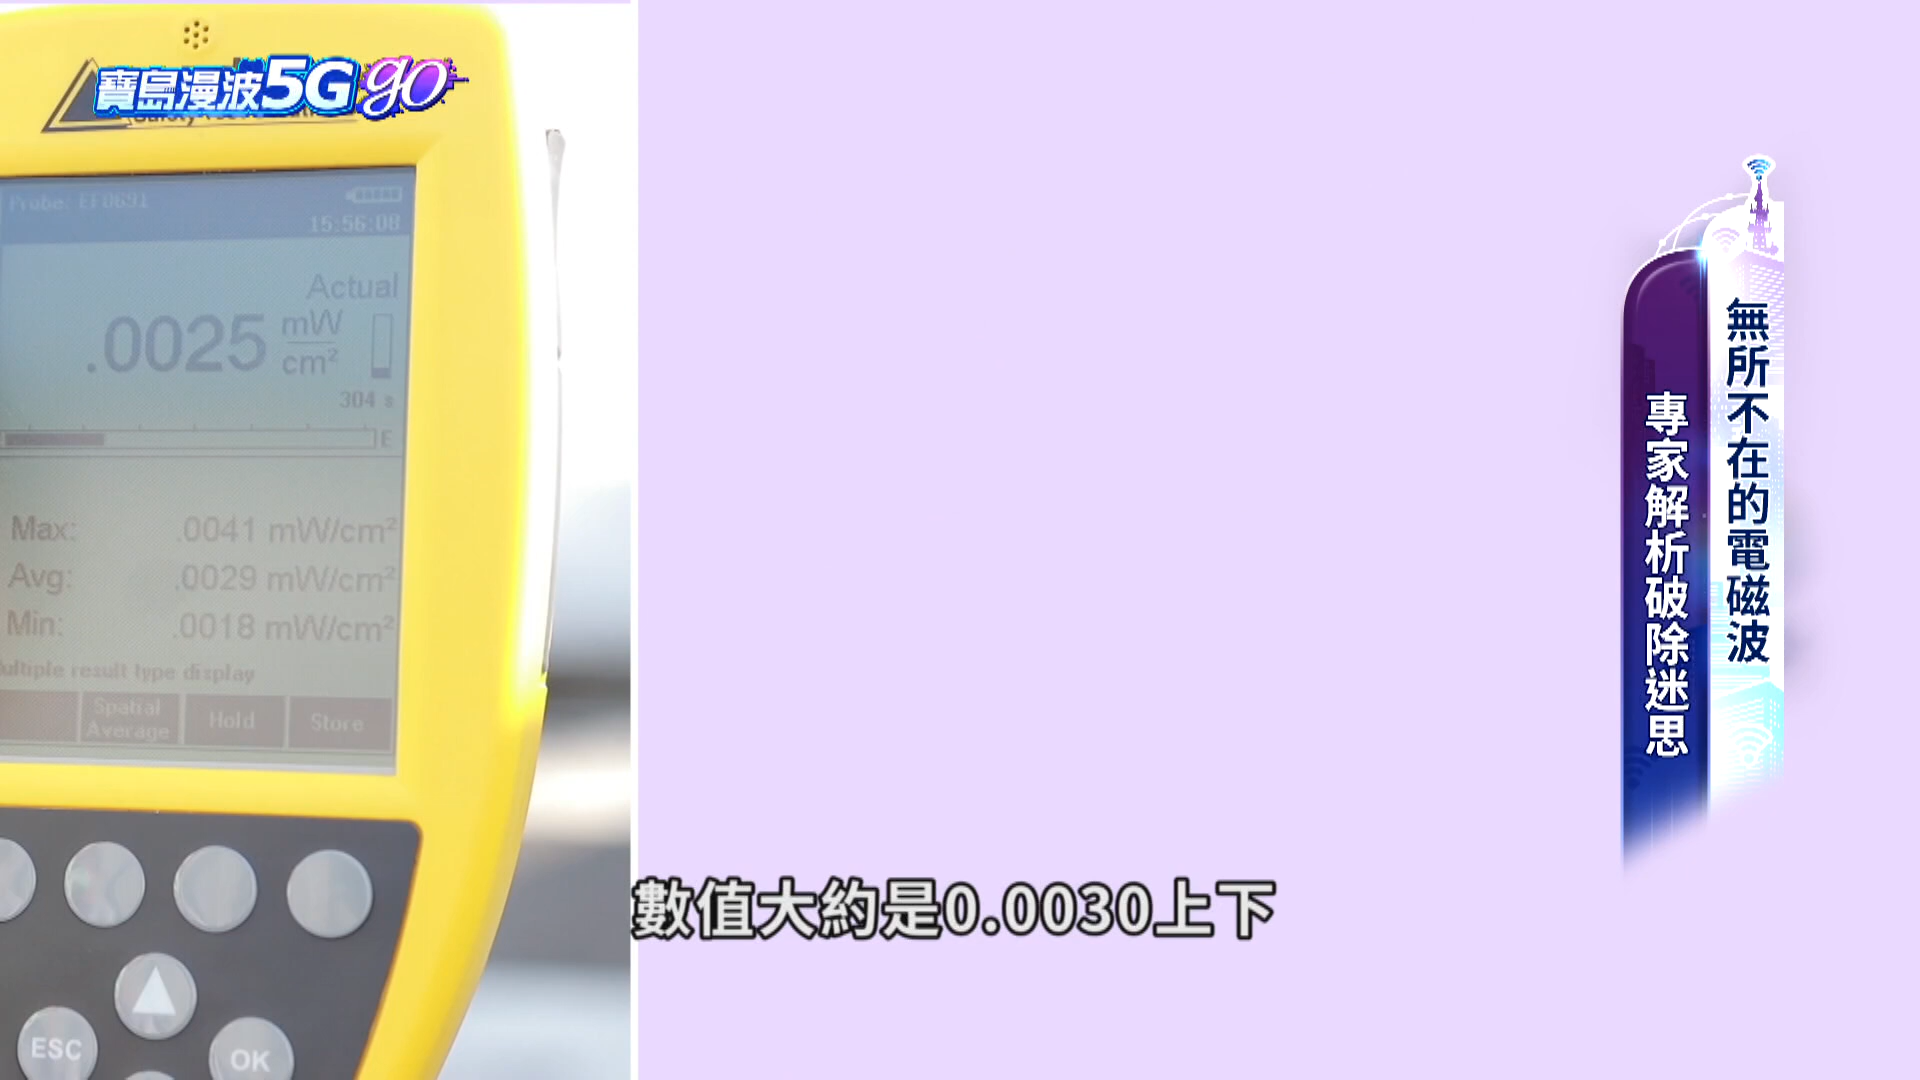 寶島漫波5G go
Probe: EF0691
15:56:08
Actual
.0025 mW/cm²
304 s
E
Max: .0041 mW/cm²
Avg: .0029 mW/cm²
Min: .0018 mW/cm²
ultiple result type display
Spatral Average
Hold
Store
ESC
OK
無所不在的電磁波
專家解析破除迷思
數值大約是0.0030上下